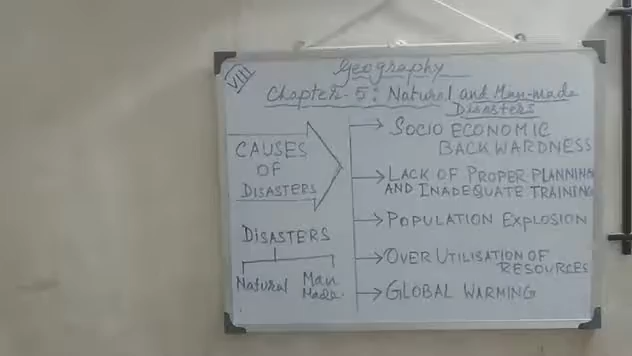 VIII
Geography
Chapter-5: Natural and Man-made
Disasters
CAUSES
OF
DISASTERS
SOCIO ECONOMIC
BACKWARDNESS
LACK OF PROPER PLANNING
AND INADEQUATE TRAINING
POPULATION EXPLOSION
OVER UTILISATION OF
RESOURCES
GLOBAL WARMING
DISASTERS
Natural
Man
Made